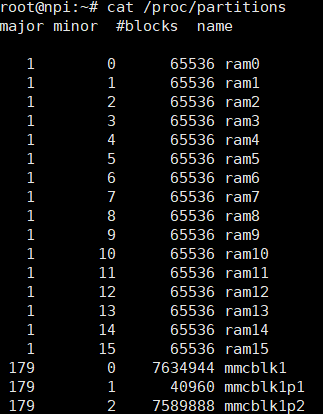 root@npi:~# cat /proc/partitions
major minor  #blocks  name

   1        0      65536 ram0
   1        1      65536 ram1
   1        2      65536 ram2
   1        3      65536 ram3
   1        4      65536 ram4
   1        5      65536 ram5
   1        6      65536 ram6
   1        7      65536 ram7
   1        8      65536 ram8
   1        9      65536 ram9
   1       10      65536 ram10
   1       11      65536 ram11
   1       12      65536 ram12
   1       13      65536 ram13
   1       14      65536 ram14
   1       15      65536 ram15
 179        0    7634944 mmcblk1
 179        1      40960 mmcblk1p1
 179        2    7589888 mmcblk1p2